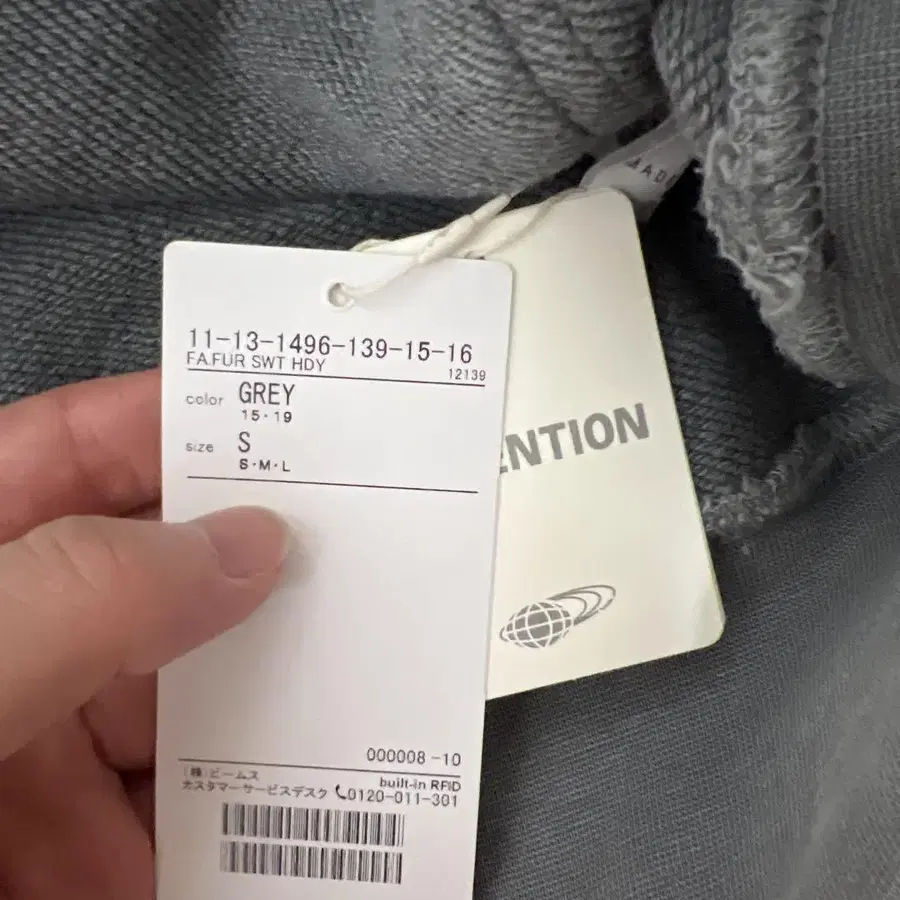 11-13-1496-139-15-16
FA.FUR SWT HDY
12139
color GREY
15・19
size S
S・M・L
000008-10
(株)ビームス
built-in RFID
カスタマーサービスデスク 0120-011-301
ENTION
MADE